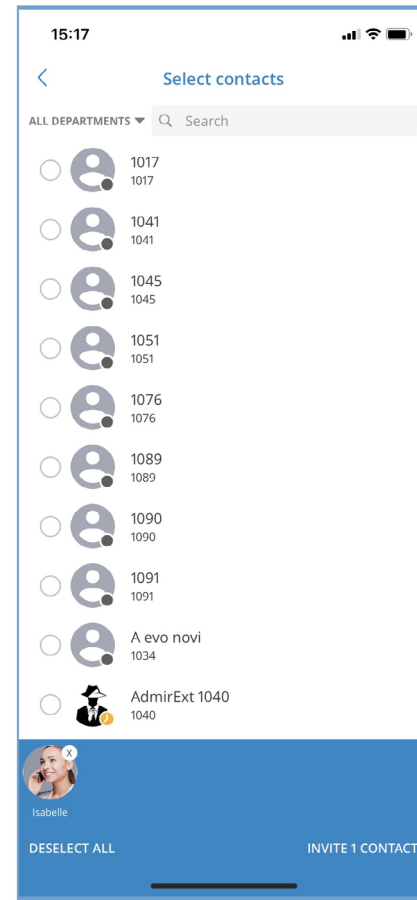 15:17
Select contacts
ALL DEPARTMENTS Search
1017
1017
1041
1041
1045
1045
1051
1051
1076
1076
1089
1089
1090
1090
1091
1091
A evo novi
1034
AdmirExt 1040
1040
X
Isabelle
DESELECT ALL INVITE 1 CONTACT